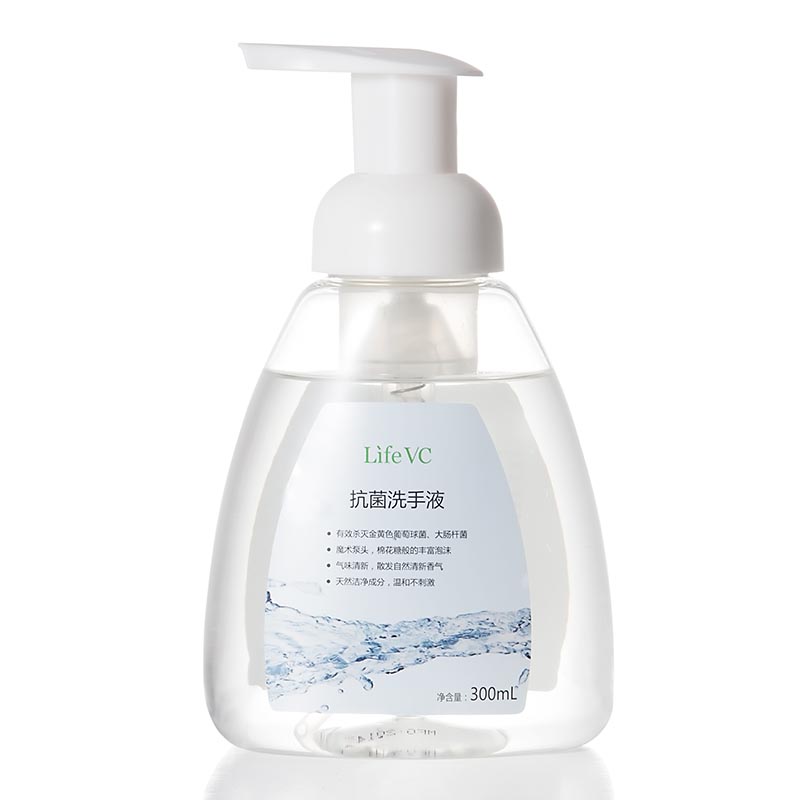 Lìfe VC
抗菌洗手液
• 有效杀灭金黄色葡萄球菌、大肠杆菌
• 魔术泵头，棉花糖般的丰富泡沫
• 气味清新，散发自然清新香气
• 天然洁净成分，温和不刺激
净含量：300mL
MFG-2014